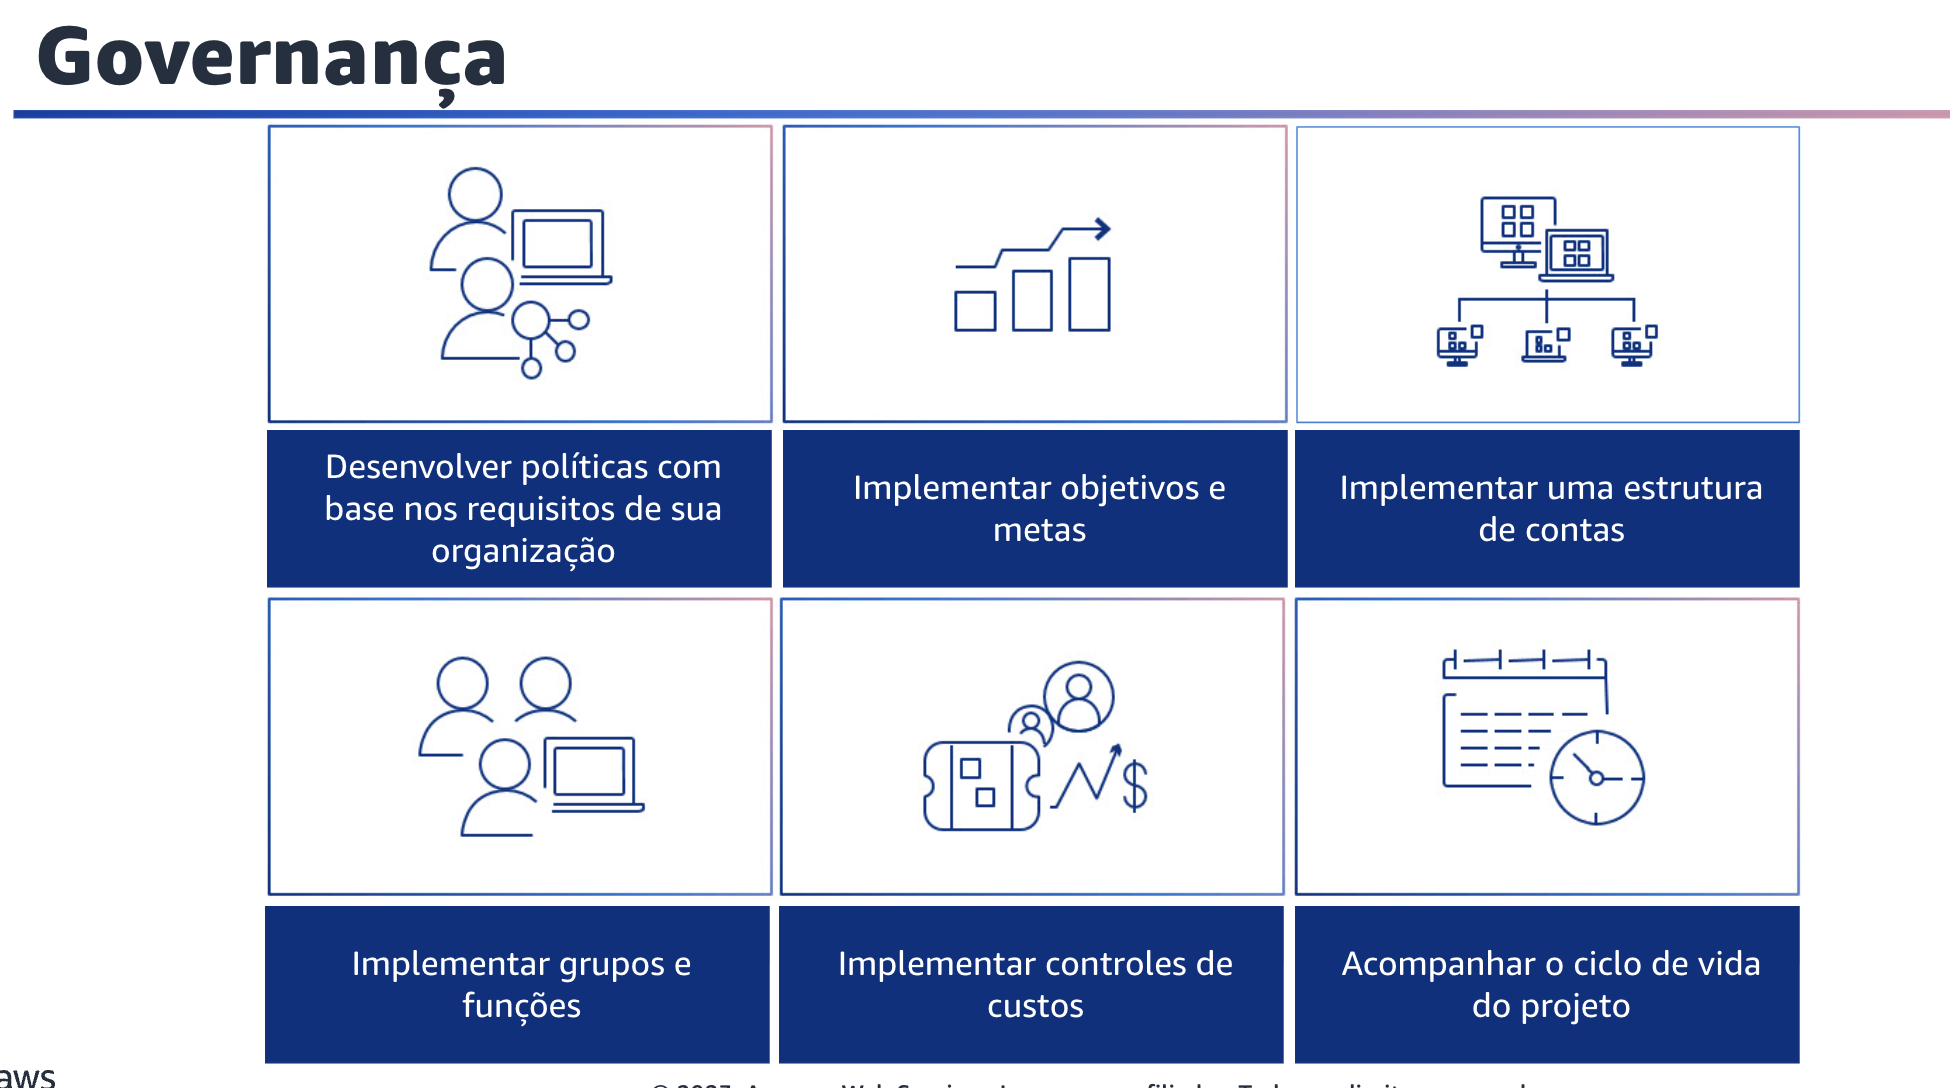 Governança
Desenvolver políticas com
base nos requisitos de sua
organização
Implementar objetivos e
metas
Implementar uma estrutura
de contas
Implementar grupos e
funções
Implementar controles de
custos
Acompanhar o ciclo de vida
do projeto
aws